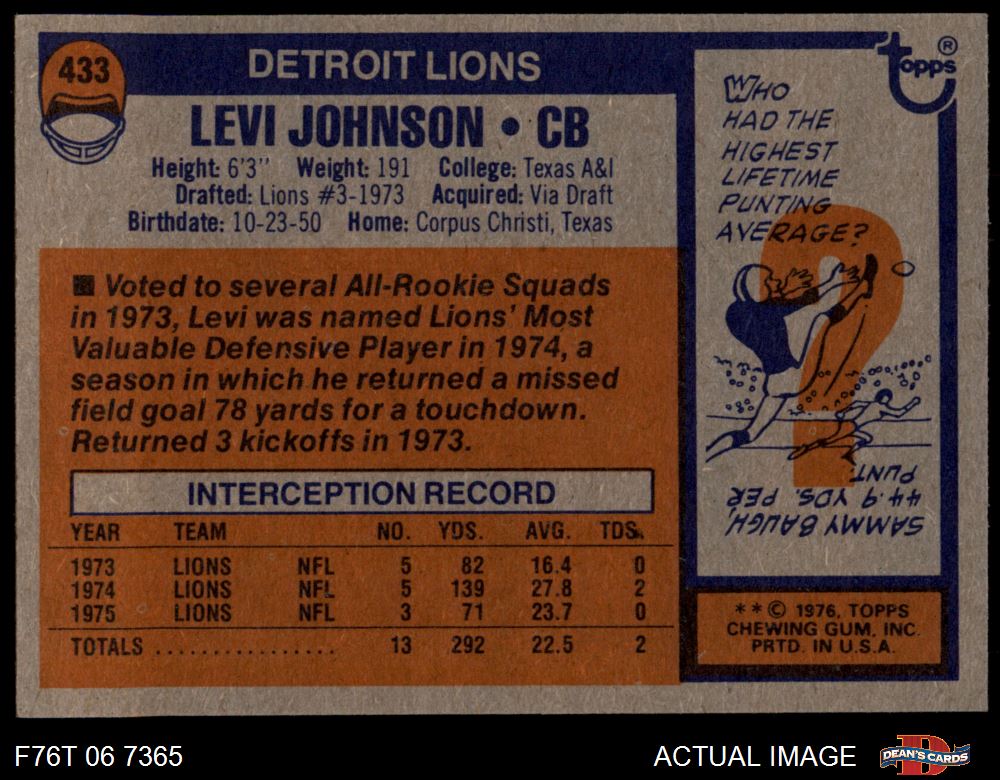 433
DETROIT LIONS
LEVI JOHNSON • CB
Height: 6'3" Weight: 191 College: Texas A&I
Drafted: Lions #3-1973 Acquired: Via Draft
Birthdate: 10-23-50 Home: Corpus Christi, Texas
■ Voted to several All-Rookie Squads
in 1973, Levi was named Lions' Most
Valuable Defensive Player in 1974, a
season in which he returned a missed
field goal 78 yards for a touchdown.
Returned 3 kickoffs in 1973.
INTERCEPTION RECORD
YEAR TEAM NO. YDS. AVG. TDS.
1973 LIONS NFL 5 82 16.4 0
1974 LIONS NFL 5 139 27.8 2
1975 LIONS NFL 3 71 23.7 0
TOTALS ................ 13 292 22.5 2
topps®
WHO
HAD THE
HIGHEST
LIFETIME
PUNTING
AVERAGE?
?
SAMMY BAUGH,
44.9 YDS. PER
PUNT.
** © 1976, TOPPS
CHEWING GUM, INC.
PRTD. IN U.S.A.
F76T 06 7365
ACTUAL IMAGE
DEAN'S CARDS